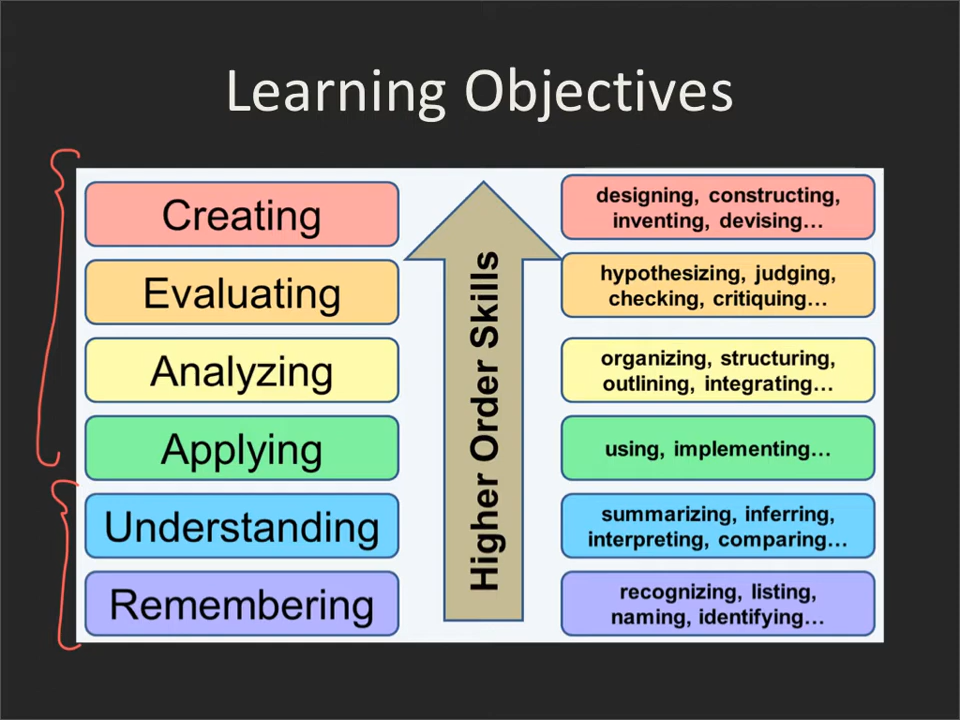 Learning Objectives
Creating
designing, constructing,
inventing, devising...
Evaluating
hypothesizing, judging,
checking, critiquing...
Analyzing
organizing, structuring,
outlining, integrating...
Applying
using, implementing...
Understanding
summarizing, inferring,
interpreting, comparing...
Remembering
recognizing, listing,
naming, identifying...
Higher Order Skills